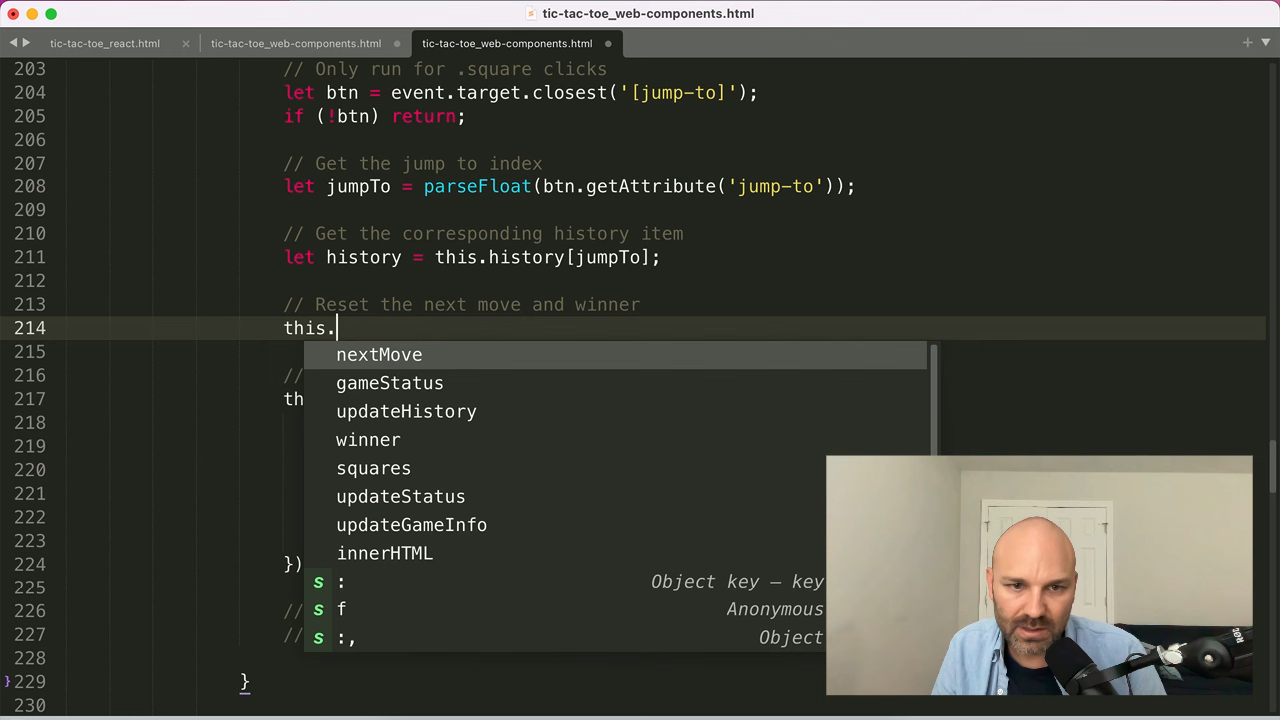 tic-tac-toe_web-components.html
tic-tac-toe_react.html
tic-tac-toe_web-components.html
tic-tac-toe_web-components.html
203 // Only run for .square clicks
204 let btn = event.target.closest('[jump-to]');
205 if (!btn) return;
206
207 // Get the jump to index
208 let jumpTo = parseFloat(btn.getAttribute('jump-to'));
209
210 // Get the corresponding history item
211 let history = this.history[jumpTo];
212
213 // Reset the next move and winner
214 this.
215
nextMove
216 //
gameStatus
217 th
updateHistory
218
winner
219
220
squares
221
updateStatus
222
updateGameInfo
223
innerHTML
224 })
s : Object key – key
225
s f Anonymous
226 //
s :, Object
227 //
228
229 }
230
RØDE